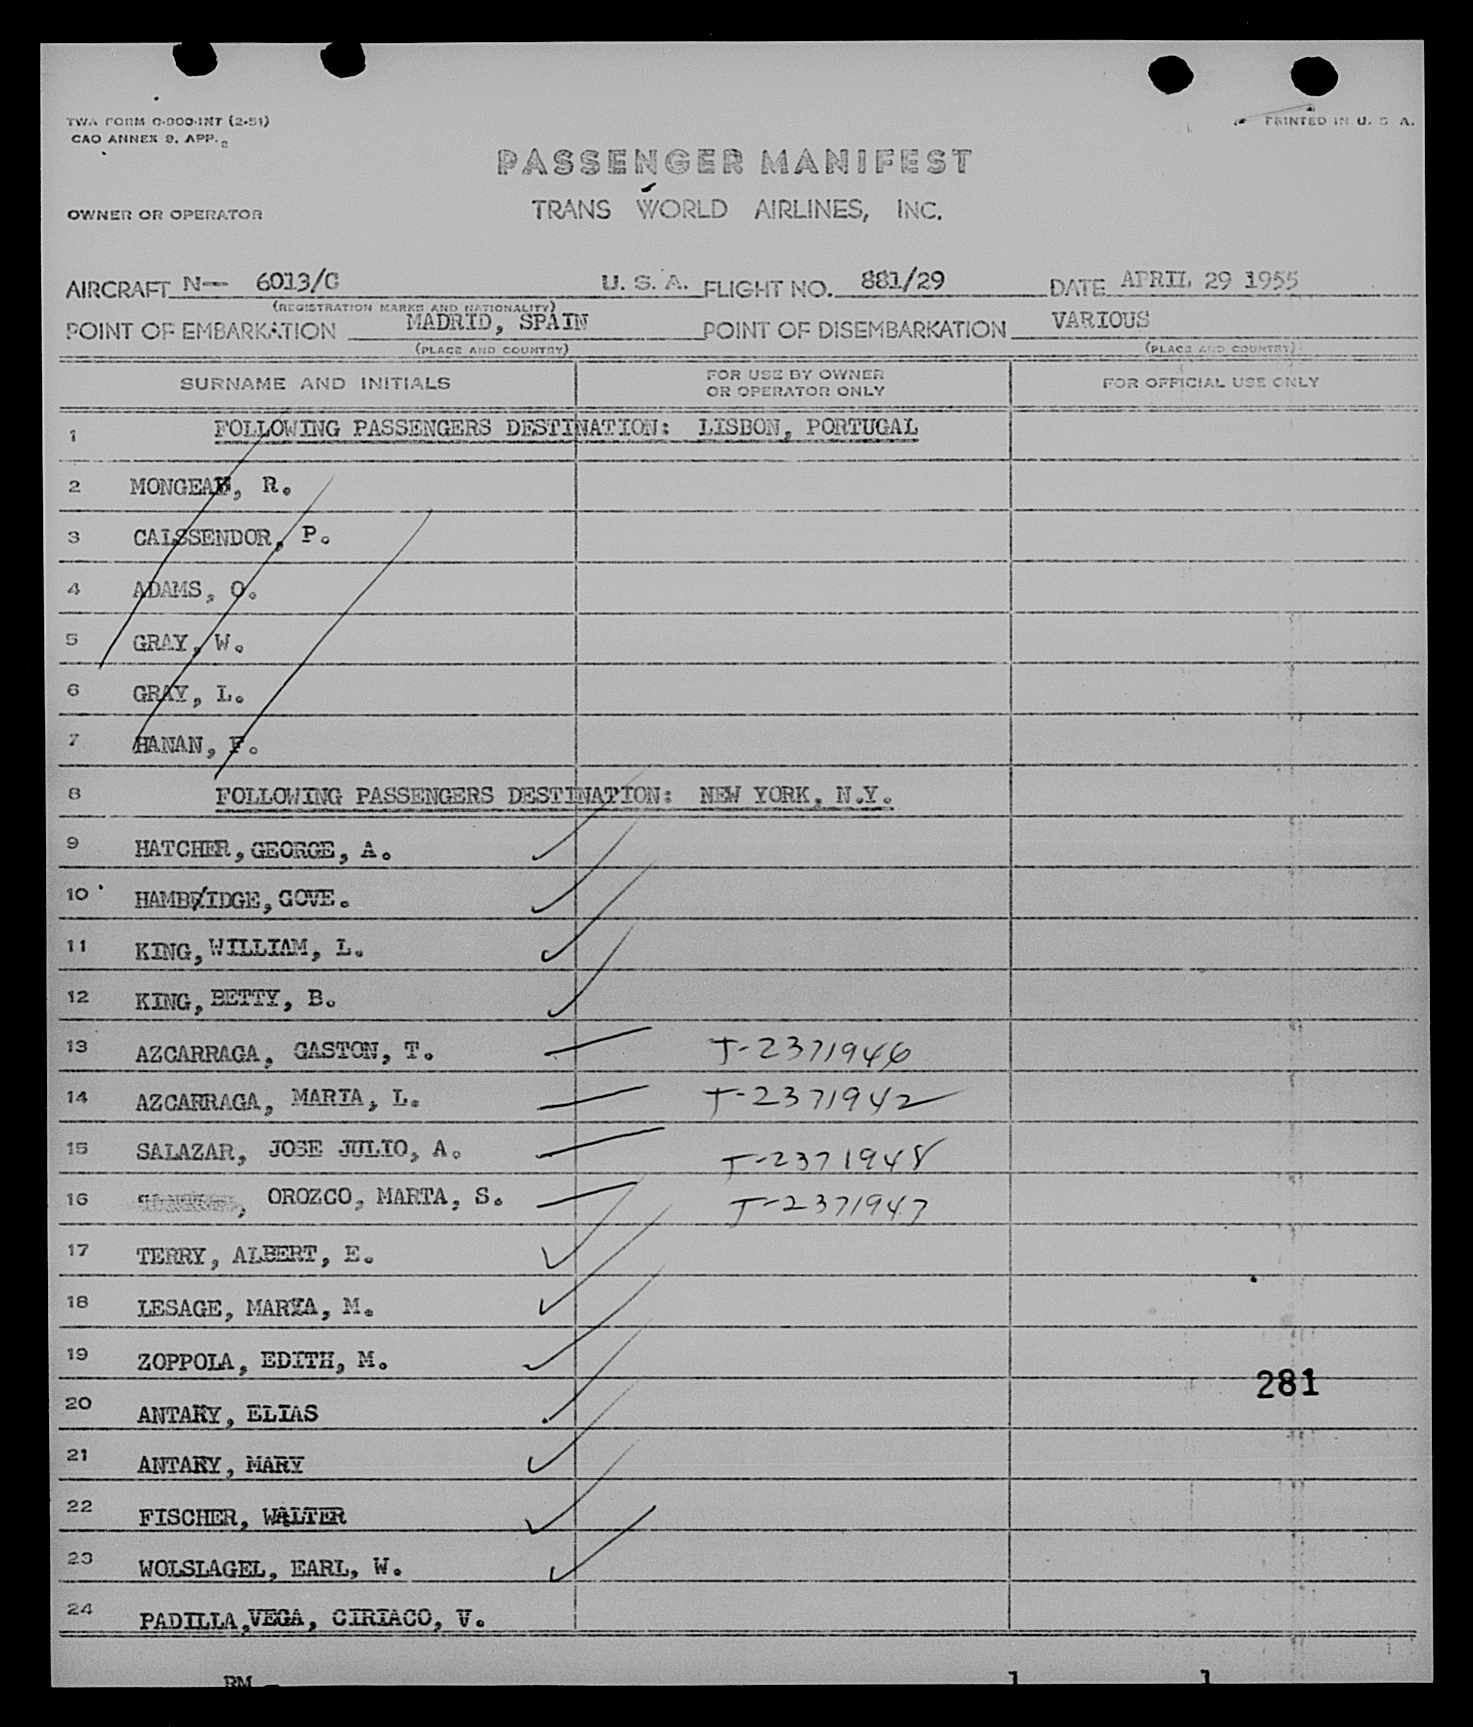 TWA FORM C-900-INT (2-51)
CAO ANNEX 9, APP. 2
PRINTED IN U. S. A.
PASSENGER MANIFEST
OWNER OR OPERATOR
TRANS WORLD AIRLINES, INC.
AIRCRAFT N-- 6013/C U. S. A. FLIGHT NO. 881/29 DATE APRIL 29 1955
(REGISTRATION MARKS AND NATIONALITY)
POINT OF EMBARKATION MADRID, SPAIN POINT OF DISEMBARKATION VARIOUS
(PLACE AND COUNTRY) (PLACE AND COUNTRY)
SURNAME AND INITIALS FOR USE BY OWNER OR OPERATOR ONLY FOR OFFICIAL USE ONLY
1 FOLLOWING PASSENGERS DESTINATION: LISBON, PORTUGAL
2 R.
3 CAISSENDOR, P.
4 ADAMS, O.
5 GRAY, W.
6 GRAY, L.
7 HANAN, F.
8 FOLLOWING PASSENGERS DESTINATION: NEW YORK, N.Y.
9 HATCHER, GEORGE, A.
10 HAMBRIDGE, GOVE.
11 KING, WILLIAM, L.
12 KING, BETTY, B.
13 AZCARRAGA, GASTON, T. T-2371946
14 AZCARRAGA, MARIA, L. T-2371942
15 SALAZAR, JOSE JULIO, A. T-2371948
16 OROZCO, MARTA, S. T-2371947
17 TERRY, ALBERT, E.
18 LESAGE, MARIA, M.
19 ZOPPOLA, EDITH, M.
20 ANTAKY, ELIAS
281
21 ANTAKY, MARY
22 FISCHER, WALTER
23 WOLSLAGEL, EARL, W.
24 PADILLA, VEGA, CIRIACO, V.